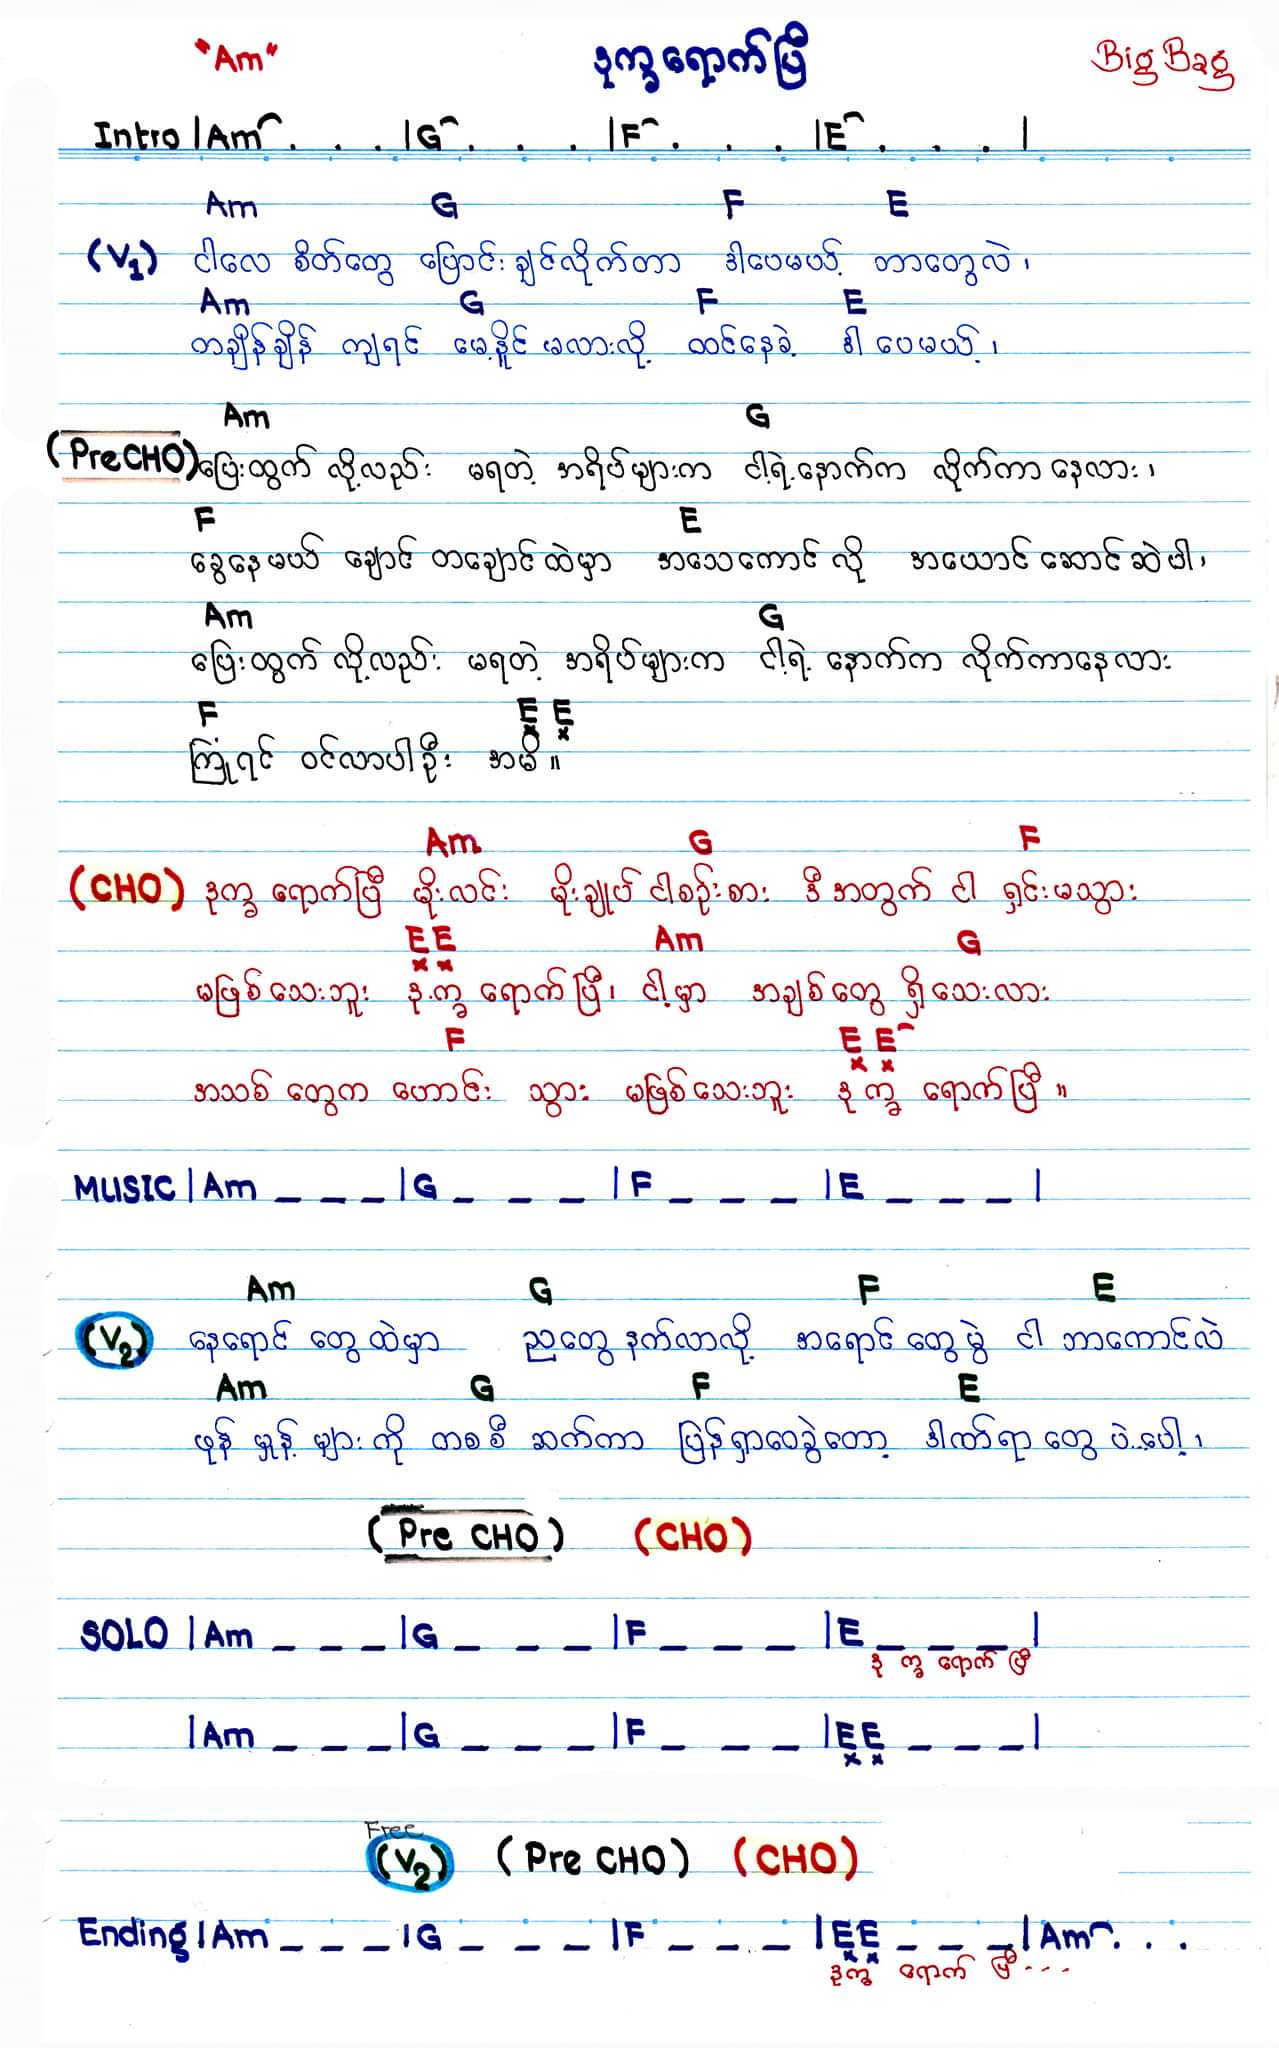 "Am" ဒုက္ခရောက်ပြီ Big Bag
Intro |Am . . . |G . . . |F . . . |E . . . |
Am G F E
(V1) ငါလေ စိတ်တွေ ပြောင်းချင်လိုက်တာ ဒါပေမယ့် ဘာတွေလဲ၊
Am G F E
တချိန်ချိန် ကျရင် မေ့နိုင်မလားလို့ ထင်နေခဲ့ ဒါပေမယ့်၊
Am G
(Pre CHO) ပြေးထွက်လို့လည်း မရတဲ့ အရိပ်များက ငါ့ရဲ့နောက်က လိုက်ကာနေလား၊
F E
ခွေနေမယ် ချောင်တချောင်ထဲမှာ အသေကောင်လို အယောင်ဆောင်ဆဲပါ၊
Am G
ပြေးထွက်လို့လည်း မရတဲ့ အရိပ်များက ငါ့ရဲ့နောက်က လိုက်ကာနေလား
F E E
x x
ကြုံရင် ဝင်လာပါဦး အမိ။
Am G F
(CHO) ဒုက္ခရောက်ပြီ မိုးလင်း မိုးချုပ် ငါစဉ်းစား ဒီအတွက် ငါ ရှင်းမသွား
E E Am G
x x
မဖြစ်သေးဘူး ဒုက္ခရောက်ပြီ၊ ငါ့မှာ အချစ်တွေ ရှိသေးလား
F E E
x x
အသစ်တွေက ဟောင်းသွား မဖြစ်သေးဘူး ဒုက္ခရောက်ပြီ။
MUSIC |Am _ _ _ |G _ _ _ |F _ _ _ |E _ _ _ |
Am G F E
(V2) နေရောင်တွေထဲမှာ ညတွေနက်လာလို့ အရောင်တွေမွဲ ငါ ဘာကောင်လဲ
Am G F E
ဖုန်မှုန့်များကို တစစီ ဆက်ကာ ပြန်ရှာဝေခွဲတော့ ဒါဏ်ရာတွေပဲ..ပေါ့၊
(Pre CHO) (CHO)
SOLO |Am _ _ _ |G _ _ _ |F _ _ _ |E _ _ _ |
ဒုက္ခရောက်ပြီ
|Am _ _ _ |G _ _ _ |F _ _ _ |E E _ _ _ |
x x
Free
(V2) (Pre CHO) (CHO)
Ending |Am _ _ _ |G _ _ _ |F _ _ _ |E E _ _ _ |Am . . .
x x
ဒုက္ခရောက်ပြီ...